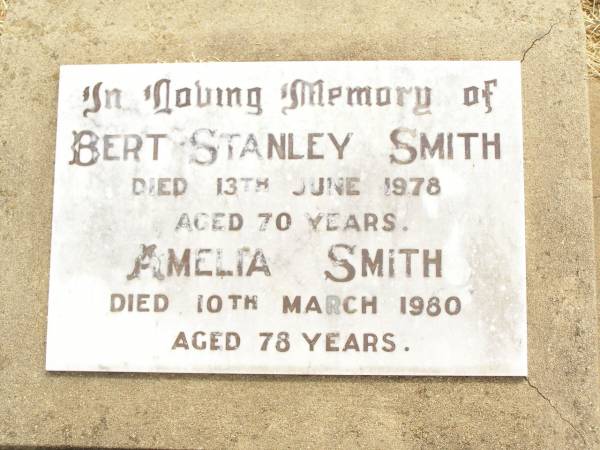 In Loving Memory of
BERT STANLEY SMITH
DIED 13TH JUNE 1978
AGED 70 YEARS.
AMELIA SMITH
DIED 10TH MARCH 1980
AGED 78 YEARS.